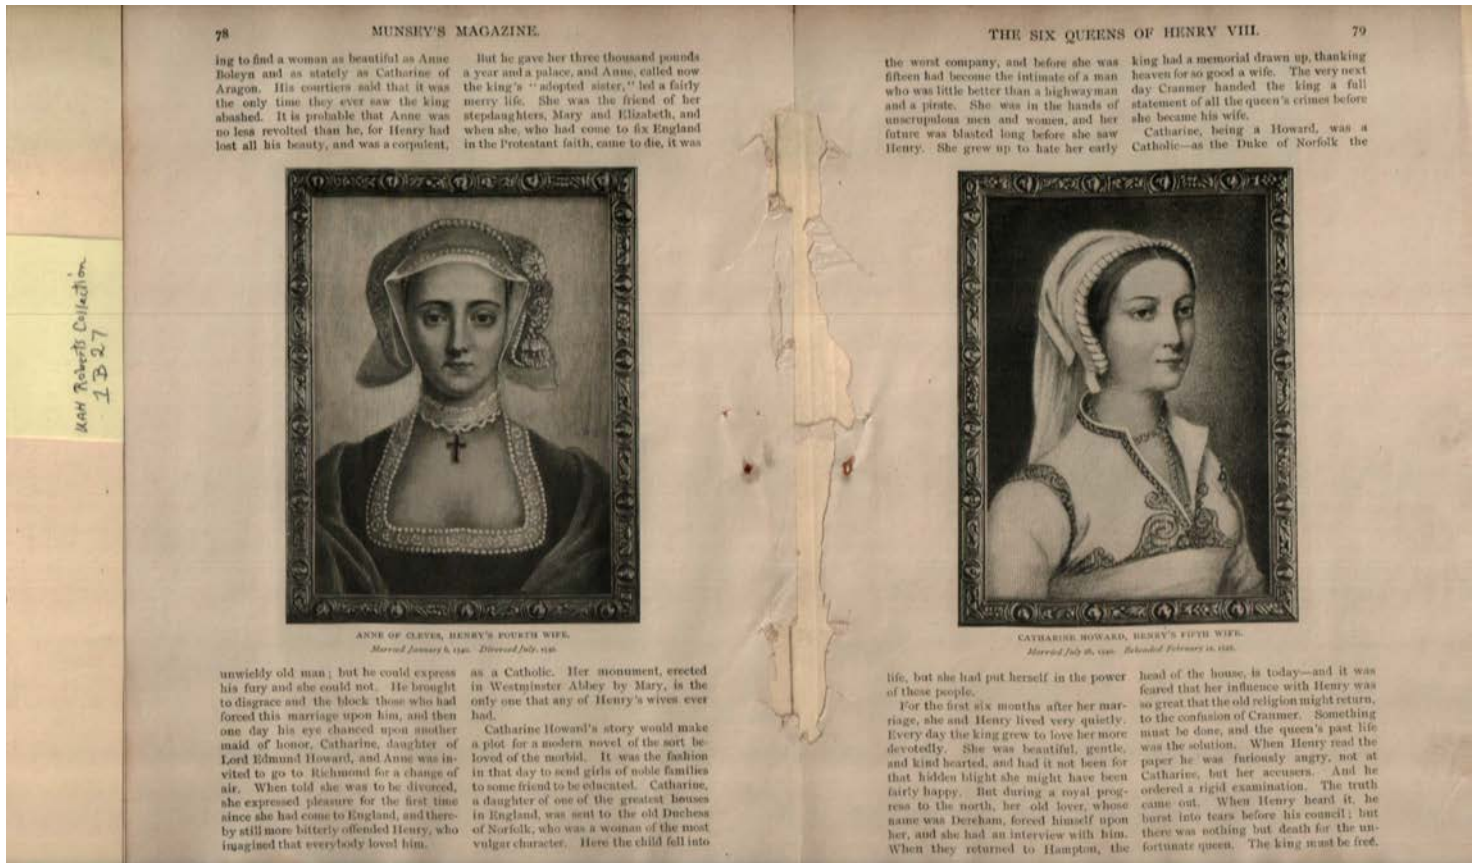 UAH Roberts Collection
1 B 27
78
MUNSEY'S MAGAZINE.
ing to find a woman as beautiful as Anne
Boleyn and as stately as Catharine of
Aragon. His courtiers said that it was
the only time they ever saw the king
abashed. It is probable that Anne was
no less revolted than he, for Henry had
lost all his beauty, and was a corpulent,
But he gave her three thousand pounds
a year and a palace, and Anne, called now
the king's "adopted sister," led a fairly
merry life. She was the friend of her
stepdaughters, Mary and Elizabeth, and
when she, who had come to fix England
in the Protestant faith, came to die, it was
ANNE OF CLEVES, HENRY'S FOURTH WIFE.
Married January 6, 1540. Divorced July, 1540.
unwieldy old man; but he could express
his fury and she could not. He brought
to disgrace and the block those who had
forced this marriage upon him, and then
one day his eye chanced upon another
maid of honor, Catharine, daughter of
Lord Edmund Howard, and Anne was in-
vited to go to Richmond for a change of
air. When told she was to be divorced,
she expressed pleasure for the first time
since she had come to England, and there-
by still more bitterly offended Henry, who
imagined that everybody loved him.
as a Catholic. Her monument, erected
in Westminster Abbey by Mary, is the
only one that any of Henry's wives ever
had.
Catharine Howard's story would make
a plot for a modern novel of the sort be-
loved of the morbid. It was the fashion
in that day to send girls of noble families
to some friend to be educated. Catharine,
a daughter of one of the greatest houses
in England, was sent to the old Duchess
of Norfolk, who was a woman of the most
vulgar character. Here the child fell into
THE SIX QUEENS OF HENRY VIII.
79
the worst company, and before she was
fifteen had become the intimate of a man
who was little better than a highwayman
and a pirate. She was in the hands of
unscrupulous men and women, and her
future was blasted long before she saw
Henry. She grew up to hate her early
king had a memorial drawn up, thanking
heaven for so good a wife. The very next
day Cranmer handed the king a full
statement of all the queen's crimes before
she became his wife.
Catharine, being a Howard, was a
Catholic—as the Duke of Norfolk the
CATHARINE HOWARD, HENRY'S FIFTH WIFE.
Married July 28, 1540. Beheaded February 12, 1542.
life, but she had put herself in the power
of these people.
For the first six months after her mar-
riage, she and Henry lived very quietly.
Every day the king grew to love her more
devotedly. She was beautiful, gentle,
and kind hearted, and had it not been for
that hidden blight she might have been
fairly happy. But during a royal prog-
ress to the north, her old lover, whose
name was Dereham, forced himself upon
her, and she had an interview with him.
When they returned to Hampton, the
head of the house, is today—and it was
feared that her influence with Henry was
so great that the old religion might return,
to the confusion of Cranmer. Something
must be done, and the queen's past life
was the solution. When Henry read the
paper he was furiously angry, not at
Catharine, but her accusers. And he
ordered a rigid examination. The truth
came out. When Henry heard it, he
burst into tears before his council; but
there was nothing but death for the un-
fortunate queen. The king must be free.